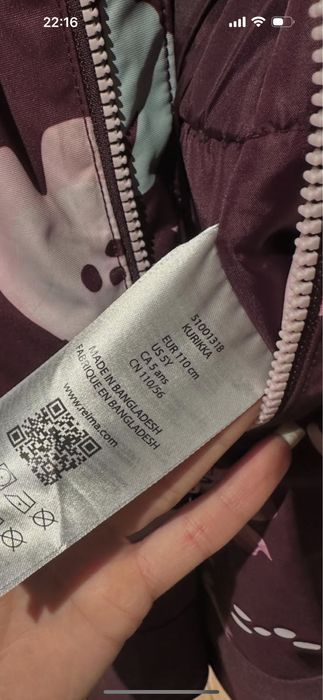 22:16
51001318
KURIKKA
EUR 110 cm
US 5Y
CA 5 ans
CN 110/56
MADE IN BANGLADESH
FABRIQUE EN BANGLADESH
www.reima.com